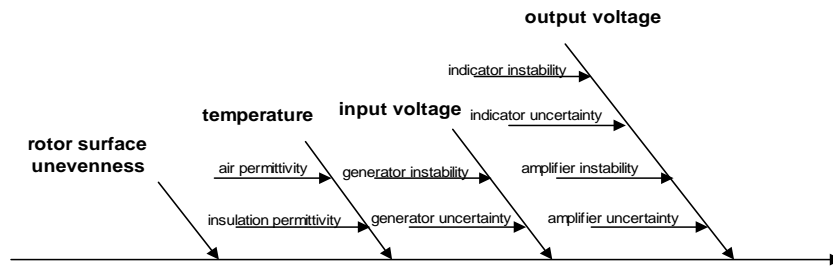 output voltage
indicator instability
temperature
input voltage
indicator uncertainty
rotor surface
unevenness
air permittivity
generator instability
amplifier instability
insulation permittivity
generator uncertainty
amplifier uncertainty